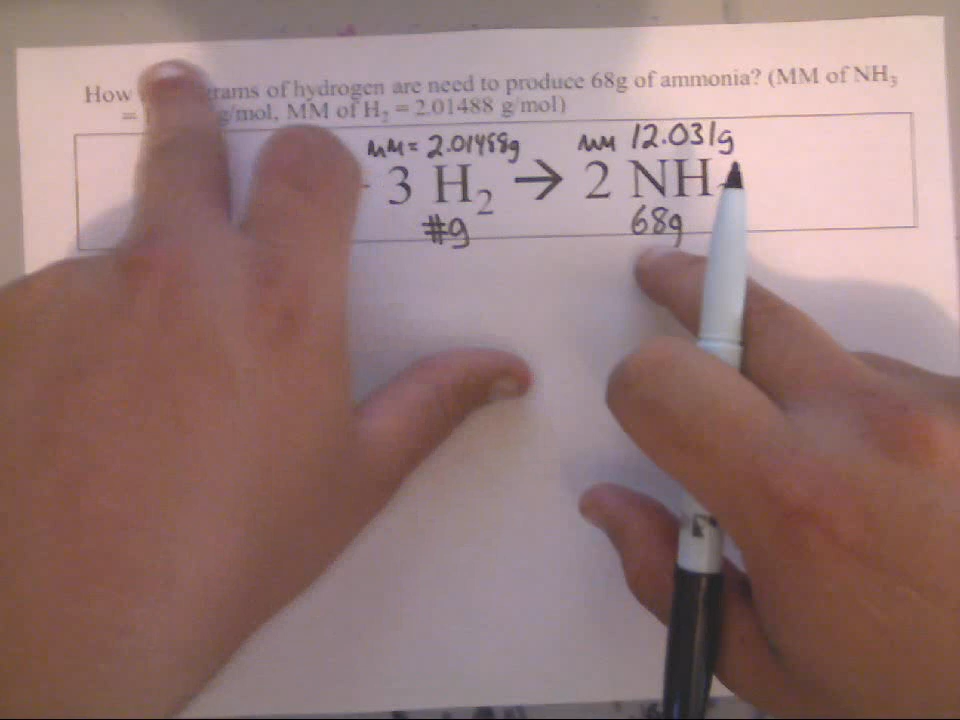 How grams of hydrogen are need to produce 68g of ammonia? (MM of NH₃
= g/mol, MM of H₂ = 2.01488 g/mol)
MM = 2.01488g MM 12.031g
3 H₂ → 2 NH
#g 68g